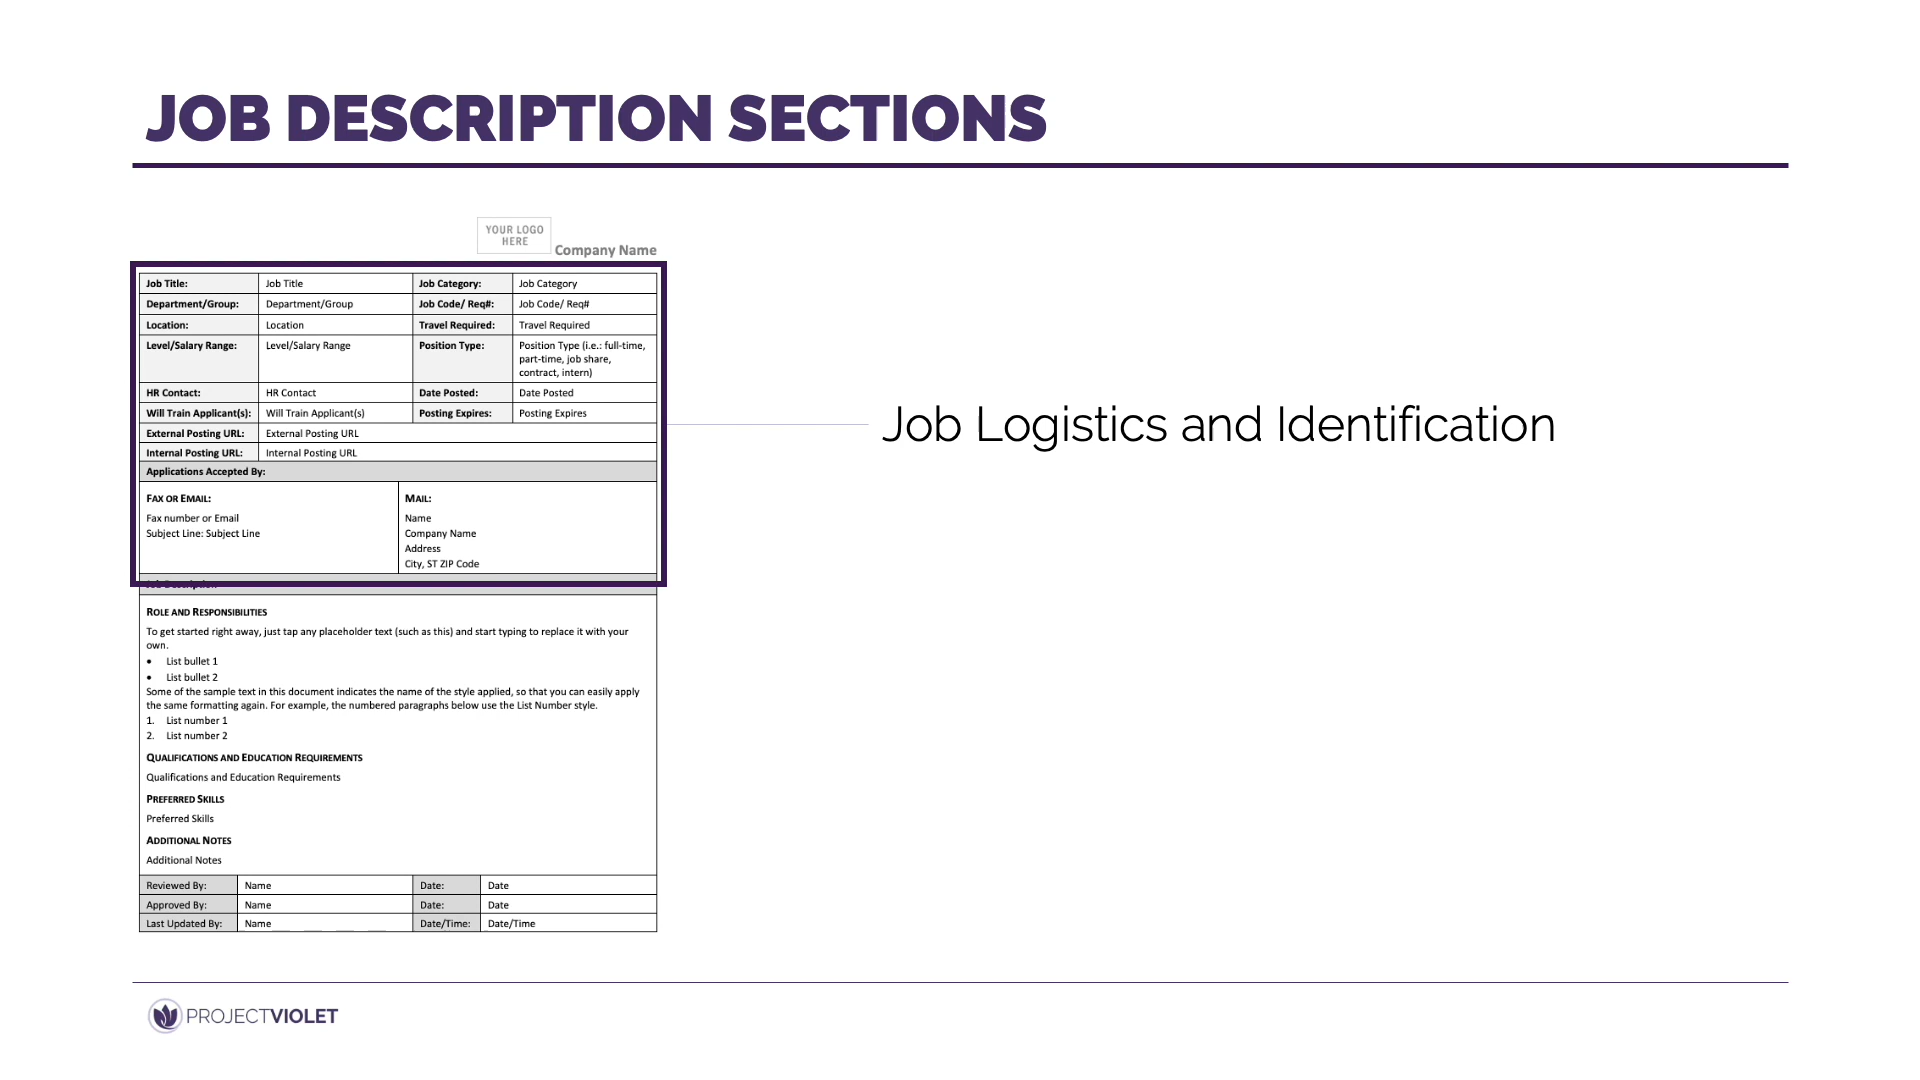 JOB DESCRIPTION SECTIONS
YOUR LOGO
HERE
Company Name
Job Title: Job Title Job Category: Job Category
Department/Group: Department/Group Job Code/ Req#: Job Code/ Req#
Location: Location Travel Required: Travel Required
Level/Salary Range: Level/Salary Range Position Type: Position Type (i.e.: full-time,
part-time, job share,
contract, intern)
HR Contact: HR Contact Date Posted: Date Posted
Will Train Applicant(s): Will Train Applicant(s) Posting Expires: Posting Expires
External Posting URL: External Posting URL
Internal Posting URL: Internal Posting URL
Applications Accepted By:
FAX OR EMAIL:
Fax number or Email
Subject Line: Subject Line
MAIL:
Name
Company Name
Address
City, ST ZIP Code
ROLE AND RESPONSIBILITIES
To get started right away, just tap any placeholder text (such as this) and start typing to replace it with your
own.
• List bullet 1
• List bullet 2
Some of the sample text in this document indicates the name of the style applied, so that you can easily apply
the same formatting again. For example, the numbered paragraphs below use the List Number style.
1. List number 1
2. List number 2
QUALIFICATIONS AND EDUCATION REQUIREMENTS
Qualifications and Education Requirements
PREFERRED SKILLS
Preferred Skills
ADDITIONAL NOTES
Additional Notes
Reviewed By: Name Date: Date
Approved By: Name Date: Date
Last Updated By: Name Date/Time: Date/Time
Job Logistics and Identification
PROJECTVIOLET